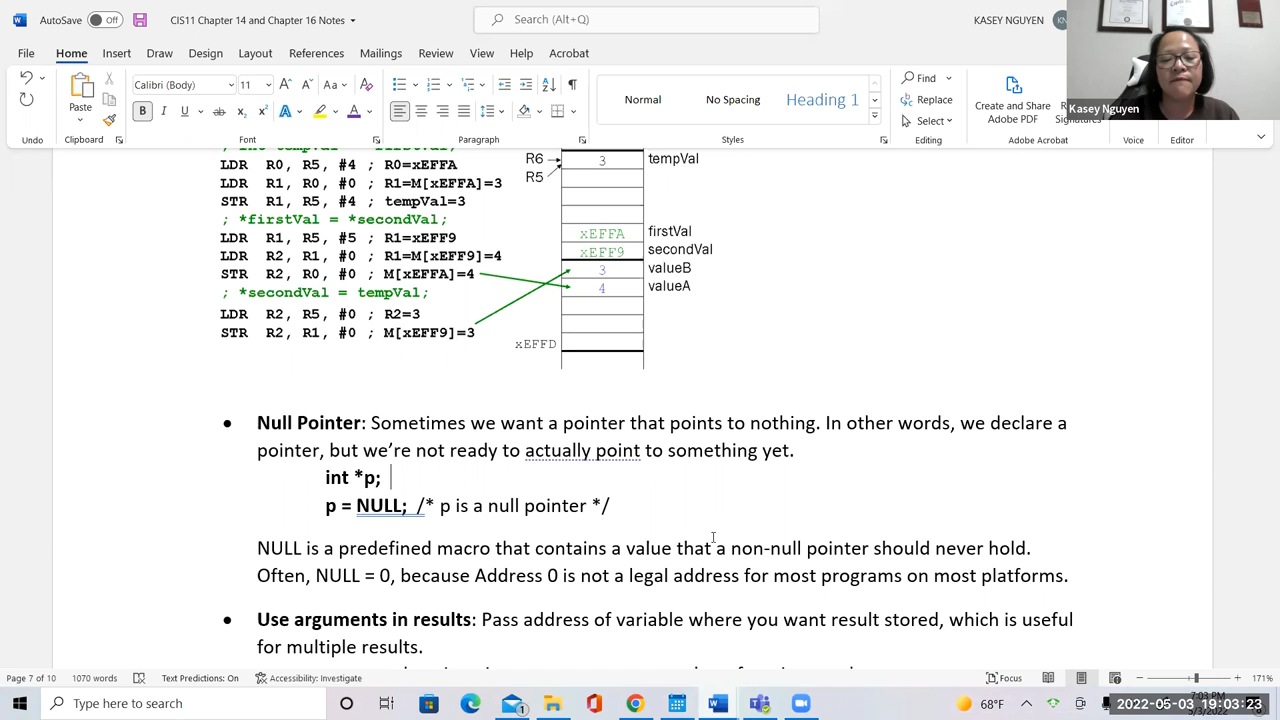 AutoSave Off CIS11 Chapter 14 and Chapter 16 Notes Search (Alt+Q) KASEY NGUYEN KN
File Home Insert Draw Design Layout References Mailings Review View Help Acrobat
Kasey Nguyen
Undo
Paste
Clipboard
Calibri (Body) 11
Font
Paragraph
Normal No Spacing Heading 1
Styles
Find
Replace
Select
Editing
Create and Share
Adobe PDF
Signatures
Voice
Editor
LDR R0, R5, #4 ; R0=xEFFA
LDR R1, R0, #0 ; R1=M[xEFFA]=3
STR R1, R5, #4 ; tempVal=3
; *firstVal = *secondVal;
LDR R1, R5, #5 ; R1=xEFF9
LDR R2, R1, #0 ; R1=M[xEFF9]=4
STR R2, R0, #0 ; M[xEFFA]=4
; *secondVal = tempVal;
LDR R2, R5, #0 ; R2=3
STR R2, R1, #0 ; M[xEFF9]=3
R6 3 tempVal
R5
xEFFA firstVal
xEFF9 secondVal
3 valueB
4 valueA
xEFFD
• Null Pointer: Sometimes we want a pointer that points to nothing. In other words, we declare a
pointer, but we're not ready to actually point to something yet.
int *p;
p = NULL; /* p is a null pointer */
NULL is a predefined macro that contains a value that a non-null pointer should never hold.
Often, NULL = 0, because Address 0 is not a legal address for most programs on most platforms.
• Use arguments in results: Pass address of variable where you want result stored, which is useful
for multiple results.
Page 7 of 10 1070 words Text Predictions: On Accessibility: Investigate Focus 171%
Type here to search 68°F 7:03 PM
5/3/2022
2022-05-03 19:03:23